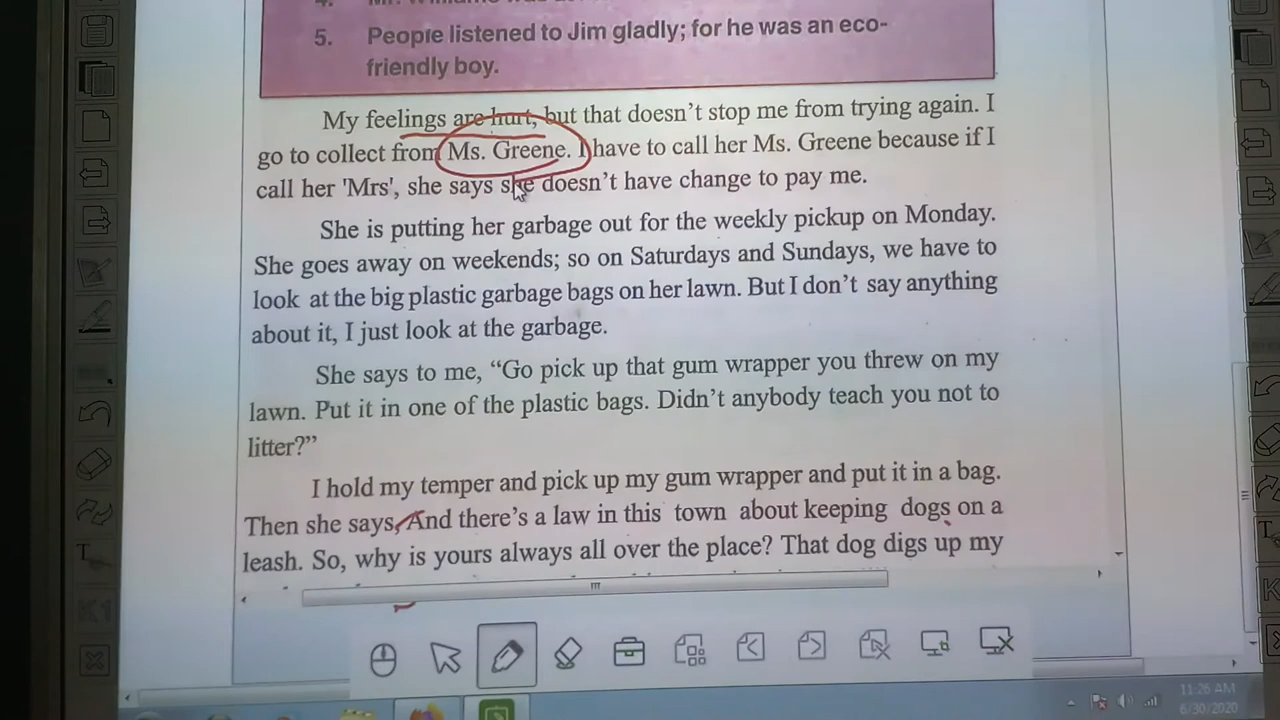 5. People listened to Jim gladly; for he was an eco-
friendly boy.
My feelings are hurt, but that doesn't stop me from trying again. I
go to collect from Ms. Greene. I have to call her Ms. Greene because if I
call her 'Mrs', she says she doesn't have change to pay me.
She is putting her garbage out for the weekly pickup on Monday.
She goes away on weekends; so on Saturdays and Sundays, we have to
look at the big plastic garbage bags on her lawn. But I don't say anything
about it, I just look at the garbage.
She says to me, “Go pick up that gum wrapper you threw on my
lawn. Put it in one of the plastic bags. Didn't anybody teach you not to
litter?”
I hold my temper and pick up my gum wrapper and put it in a bag.
Then she says, And there's a law in this town about keeping dogs on a
leash. So, why is yours always all over the place? That dog digs up my
11:26 AM
6/30/2020